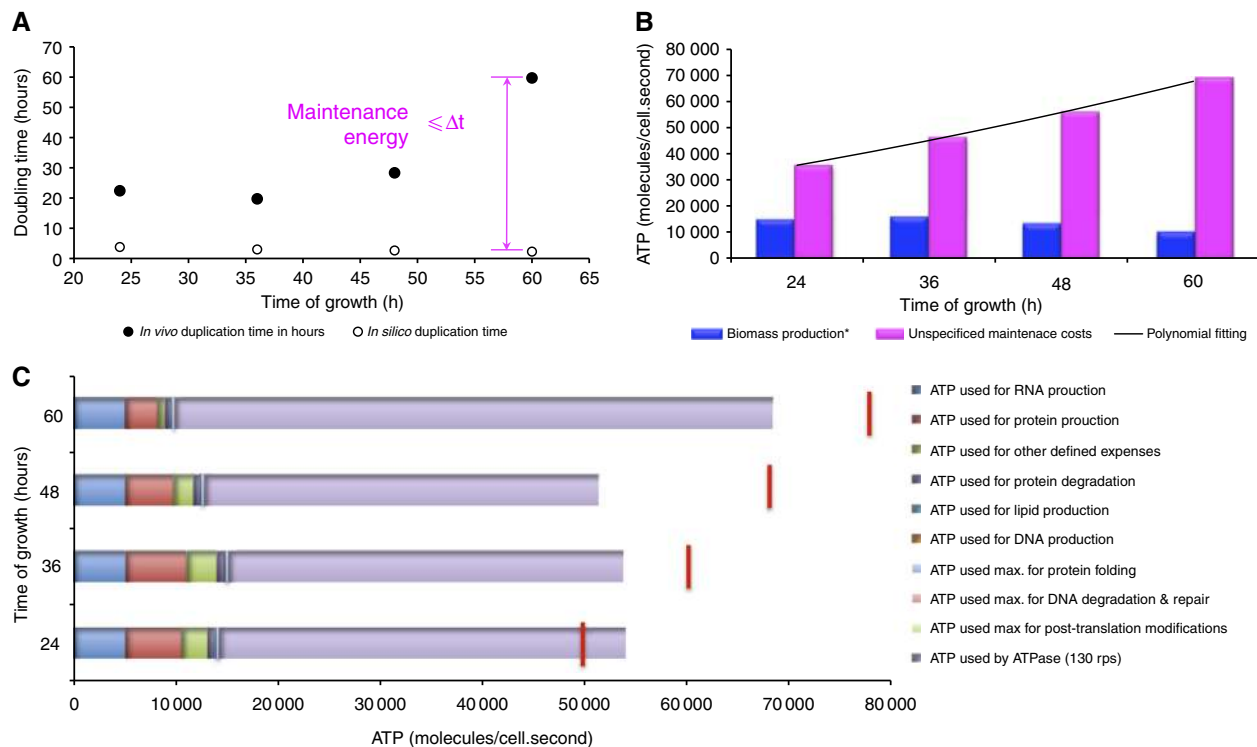 A
70
60
50
40
30
20
10
0
Doubling time (hours)
Maintenance
energy
⩽Δt
20 25 30 35 40 45 50 55 60 65
Time of growth (h)
In vivo duplication time in hours
In silico duplication time
B
80 000
70 000
60 000
50 000
40 000
30 000
20 000
10 000
0
ATP (molecules/cell.second)
24 36 48 60
Time of growth (h)
Biomass production*
Unspecificed maintenace costs
Polynomial fitting
C
Time of growth (hours)
60
48
36
24
0 10 000 20 000 30 000 40 000 50 000 60 000 70 000 80 000
ATP (molecules/cell.second)
ATP used for RNA prouction
ATP used for protein prouction
ATP used for other defined expenses
ATP used for protein degradation
ATP used for lipid production
ATP used for DNA production
ATP used max. for protein folding
ATP used max. for DNA degradation & repair
ATP used max for post-translation modifications
ATP used by ATPase (130 rps)